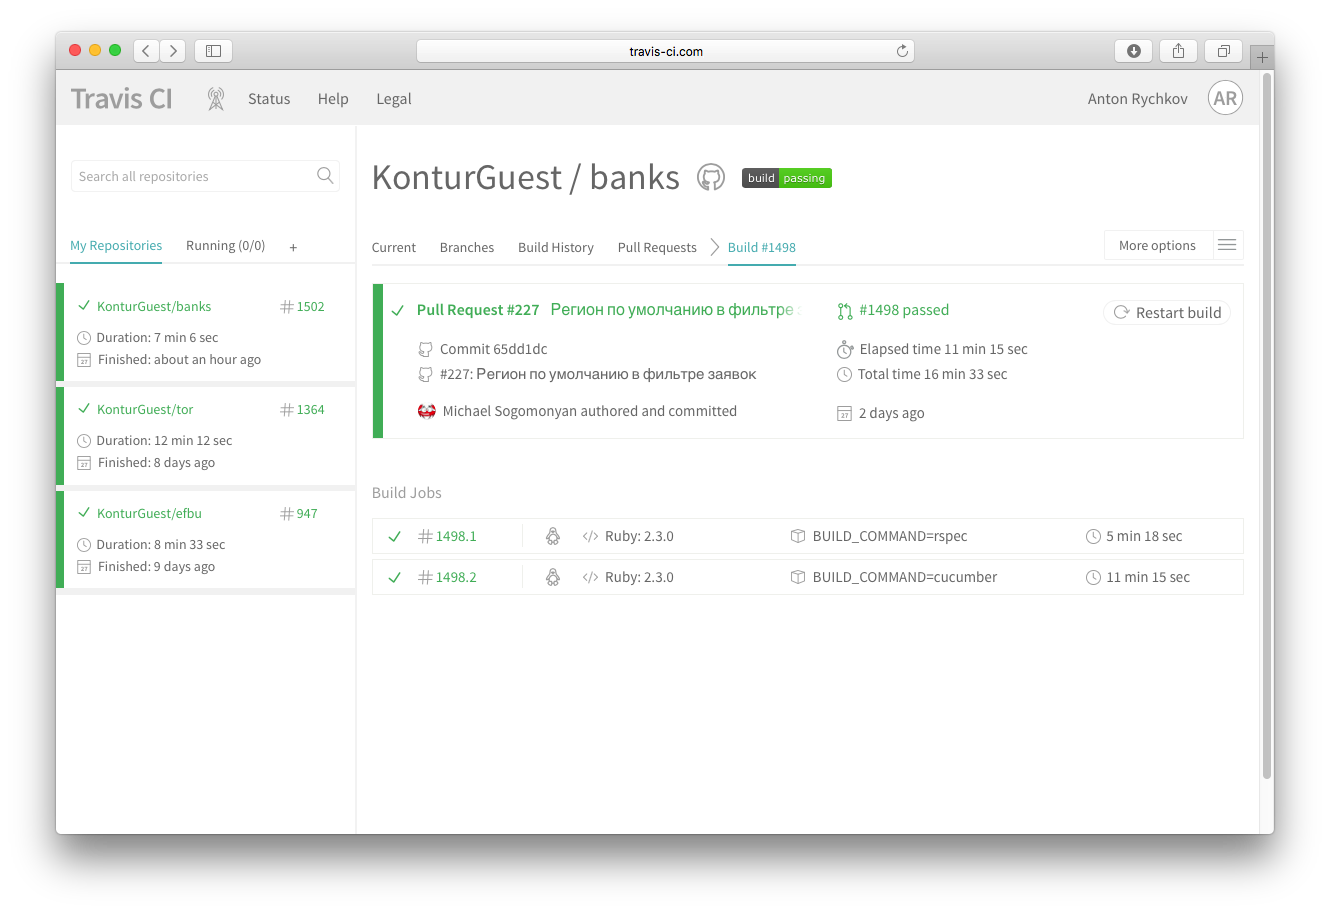 travis-ci.com
Travis CI Status Help Legal Anton Rychkov AR
Search all repositories
My Repositories Running (0/0) +
KonturGuest/banks # 1502
Duration: 7 min 6 sec
27 Finished: about an hour ago
KonturGuest/tor # 1364
Duration: 12 min 12 sec
27 Finished: 8 days ago
KonturGuest/efbu # 947
Duration: 8 min 33 sec
27 Finished: 9 days ago
KonturGuest / banks build passing
Current Branches Build History Pull Requests Build #1498 More options
Pull Request #227 Регион по умолчанию в фильтре #1498 passed Restart build
Commit 65dd1dc Elapsed time 11 min 15 sec
#227: Регион по умолчанию в фильтре заявок Total time 16 min 33 sec
Michael Sogomonyan authored and committed 27 2 days ago
Build Jobs
# 1498.1 </> Ruby: 2.3.0 BUILD_COMMAND=rspec 5 min 18 sec
# 1498.2 </> Ruby: 2.3.0 BUILD_COMMAND=cucumber 11 min 15 sec